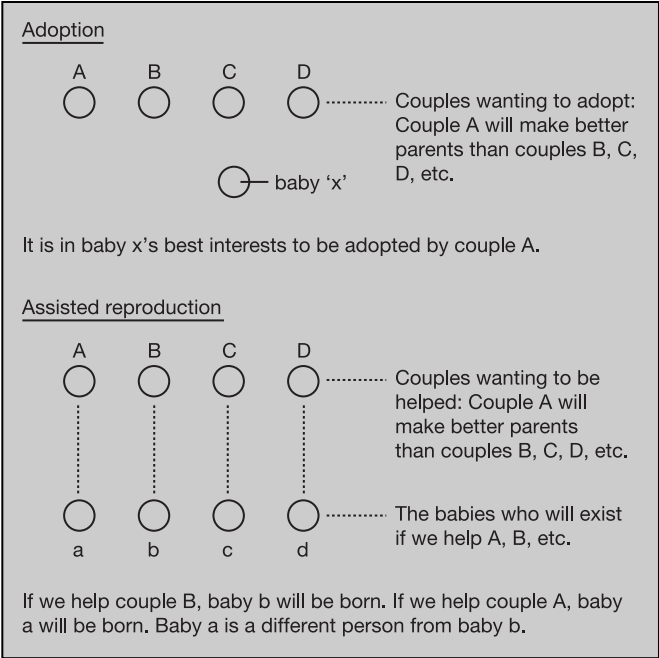 Adoption
A B C D
Couples wanting to adopt:
Couple A will make better
parents than couples B, C,
D, etc.
baby ‘x’
It is in baby x’s best interests to be adopted by couple A.
Assisted reproduction
A B C D
Couples wanting to be
helped: Couple A will
make better parents
than couples B, C, D, etc.
The babies who will exist
if we help A, B, etc.
a b c d
If we help couple B, baby b will be born. If we help couple A, baby
a will be born. Baby a is a different person from baby b.